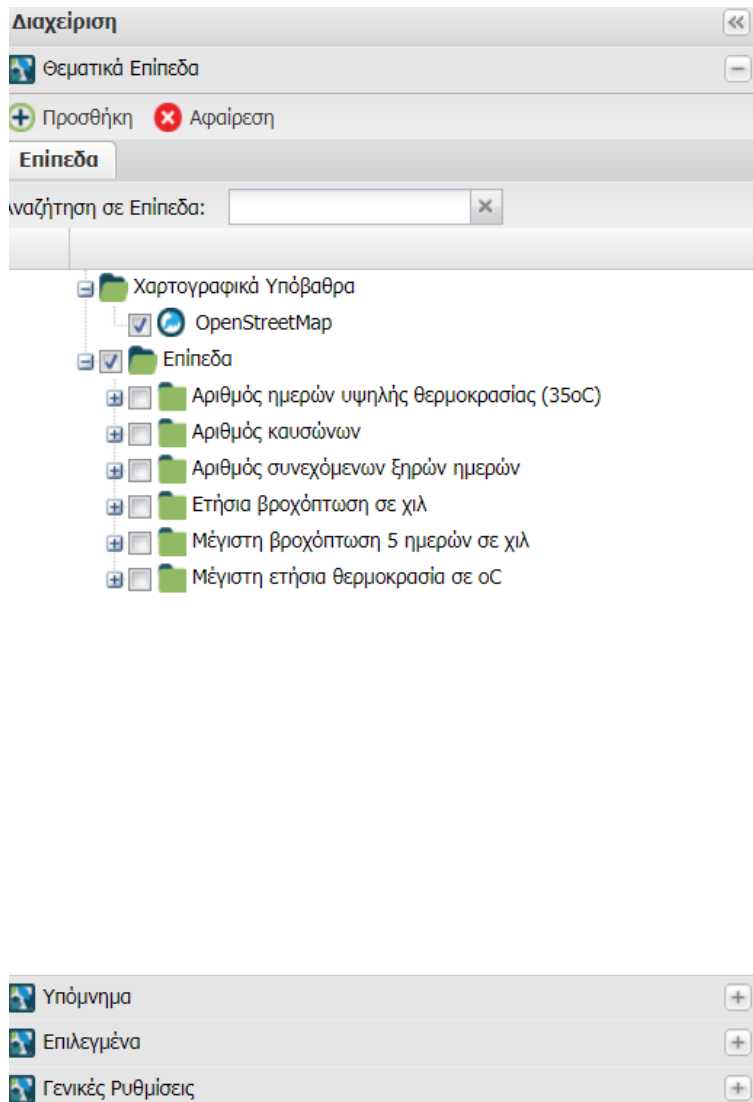 Διαχείριση
Θεματικά Επίπεδα
Προσθήκη Αφαίρεση
Επίπεδα
Αναζήτηση σε Επίπεδα:
Χαρτογραφικά Υπόβαθρα
OpenStreetMap
Επίπεδα
Αριθμός ημερών υψηλής θερμοκρασίας (35oC)
Αριθμός καυσώνων
Αριθμός συνεχόμενων ξηρών ημερών
Ετήσια βροχόπτωση σε χιλ
Μέγιστη βροχόπτωση 5 ημερών σε χιλ
Μέγιστη ετήσια θερμοκρασία σε oC
Υπόμνημα
Επιλεγμένα
Γενικές Ρυθμίσεις